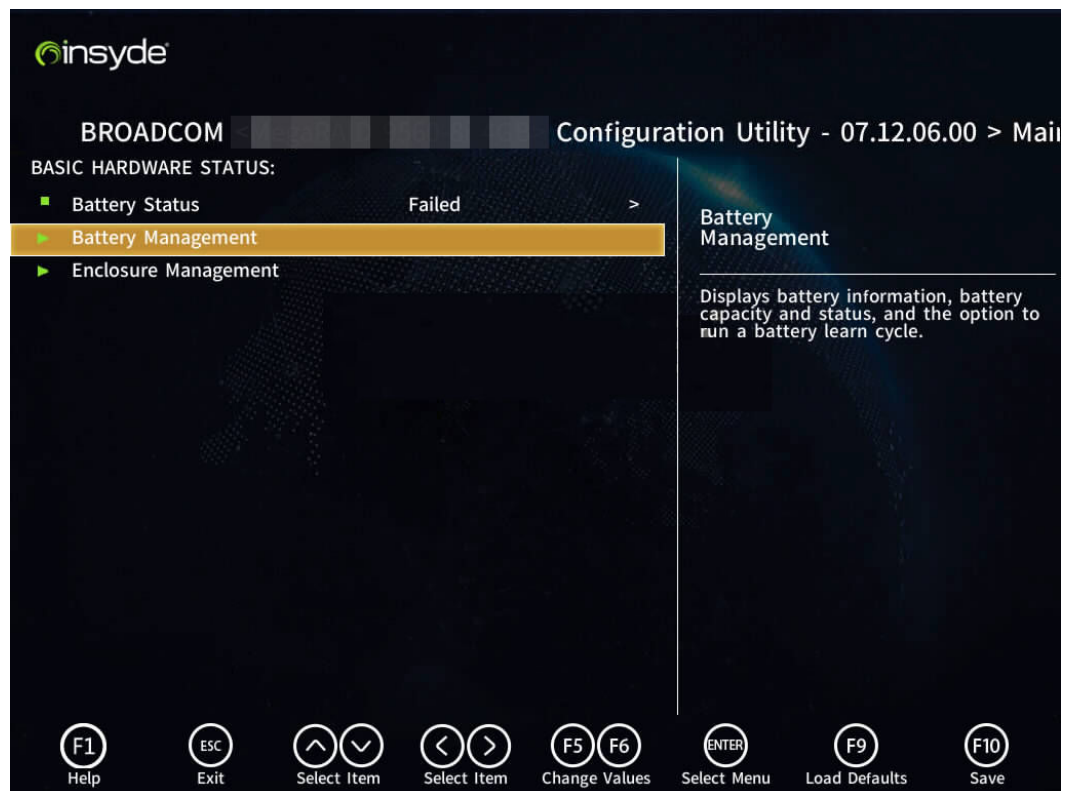 insyde
BROADCOM < Configuration Utility - 07.12.06.00 > Mai
BASIC HARDWARE STATUS:
Battery Status Failed >
Battery Management
Enclosure Management
Battery
Management
Displays battery information, battery
capacity and status, and the option to
run a battery learn cycle.
F1 ESC F5 F6 ENTER F9 F10
Help Exit Select Item Select Item Change Values Select Menu Load Defaults Save